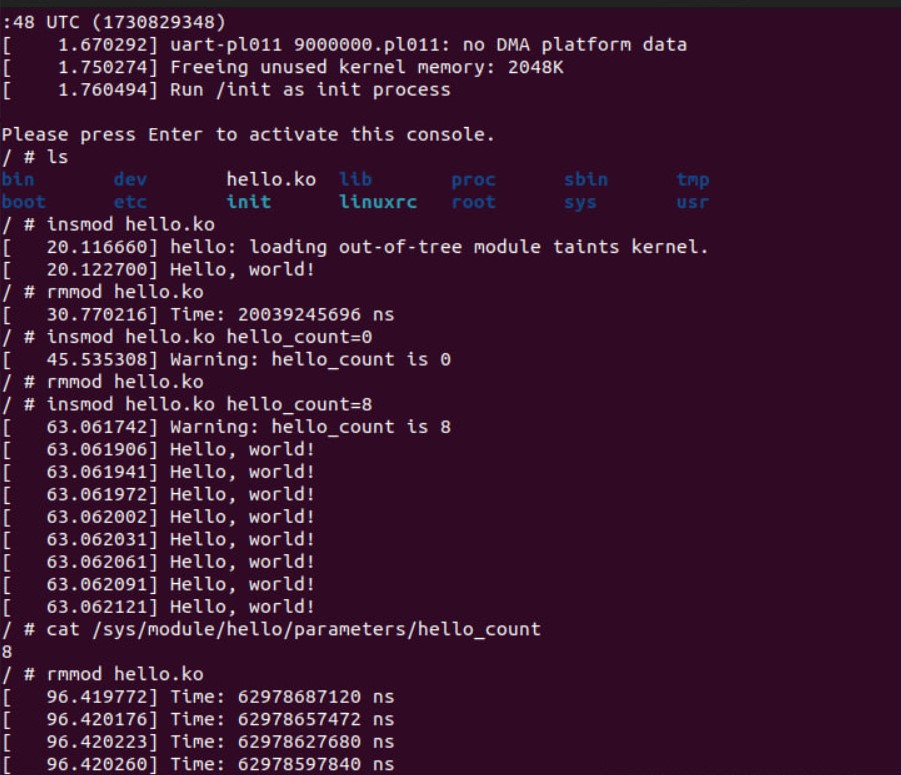 :48 UTC (1730829348)
[    1.670292] uart-pl011 9000000.pl011: no DMA platform data
[    1.750274] Freeing unused kernel memory: 2048K
[    1.760494] Run /init as init process
Please press Enter to activate this console.
/ # ls
bin       dev       hello.ko  lib       proc      sbin      tmp
boot      etc       init      linuxrc   root      sys       usr
/ # insmod hello.ko
[   20.116660] hello: loading out-of-tree module taints kernel.
[   20.122700] Hello, world!
/ # rmmod hello.ko
[   30.770216] Time: 20039245696 ns
/ # insmod hello.ko hello_count=0
[   45.535308] Warning: hello_count is 0
/ # rmmod hello.ko
/ # insmod hello.ko hello_count=8
[   63.061742] Warning: hello_count is 8
[   63.061906] Hello, world!
[   63.061941] Hello, world!
[   63.061972] Hello, world!
[   63.062002] Hello, world!
[   63.062031] Hello, world!
[   63.062061] Hello, world!
[   63.062091] Hello, world!
[   63.062121] Hello, world!
/ # cat /sys/module/hello/parameters/hello_count
8
/ # rmmod hello.ko
[   96.419772] Time: 62978687120 ns
[   96.420176] Time: 62978657472 ns
[   96.420223] Time: 62978627680 ns
[   96.420260] Time: 62978597840 ns